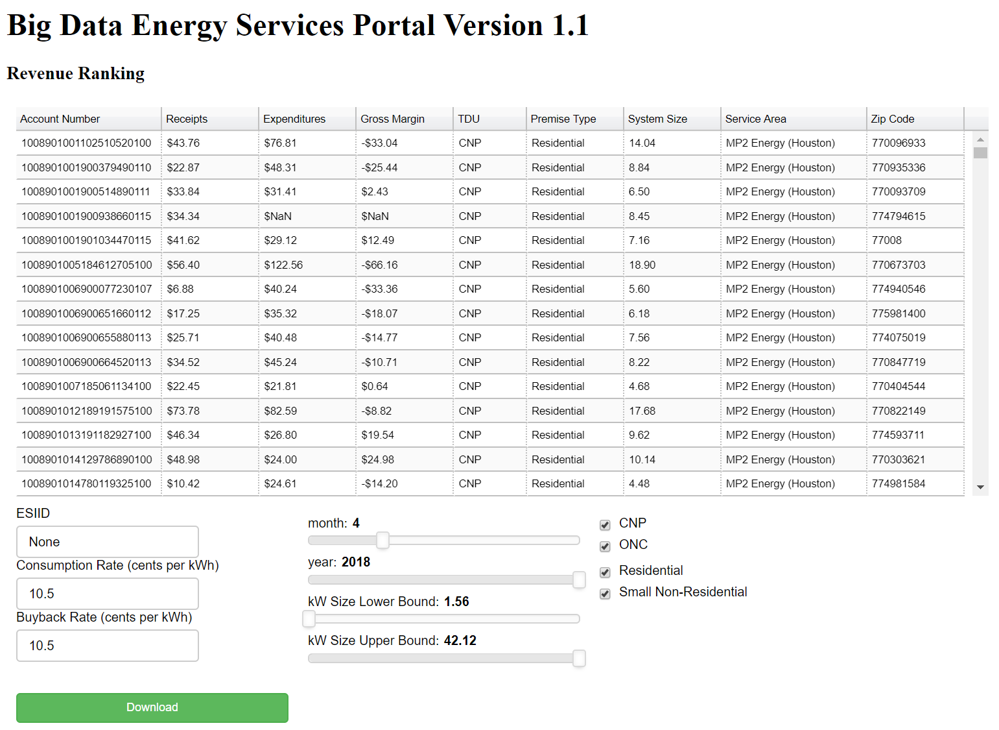 Big Data Energy Services Portal Version 1.1
Revenue Ranking
Account Number Receipts Expenditures Gross Margin TDU Premise Type System Size Service Area Zip Code
1008901001102510520100 $43.76 $76.81 -$33.04 CNP Residential 14.04 MP2 Energy (Houston) 770096933
1008901001900379490110 $22.87 $48.31 -$25.44 CNP Residential 8.84 MP2 Energy (Houston) 770935336
1008901001900514890111 $33.84 $31.41 $2.43 CNP Residential 6.50 MP2 Energy (Houston) 770093709
1008901001900938660115 $34.34 $NaN $NaN CNP Residential 8.45 MP2 Energy (Houston) 774794615
1008901001901034470115 $41.62 $29.12 $12.49 CNP Residential 7.16 MP2 Energy (Houston) 77008
1008901005184612705100 $56.40 $122.56 -$66.16 CNP Residential 18.90 MP2 Energy (Houston) 770673703
1008901006900077230107 $6.88 $40.24 -$33.36 CNP Residential 5.60 MP2 Energy (Houston) 774940546
1008901006900651660112 $17.25 $35.32 -$18.07 CNP Residential 6.18 MP2 Energy (Houston) 775981400
1008901006900655880113 $25.71 $40.48 -$14.77 CNP Residential 7.56 MP2 Energy (Houston) 774075019
1008901006900664520113 $34.52 $45.24 -$10.71 CNP Residential 8.22 MP2 Energy (Houston) 770847719
1008901007185061134100 $22.45 $21.81 $0.64 CNP Residential 4.68 MP2 Energy (Houston) 770404544
1008901012189191575100 $73.78 $82.59 -$8.82 CNP Residential 17.68 MP2 Energy (Houston) 770822149
1008901013191182927100 $46.34 $26.80 $19.54 CNP Residential 9.62 MP2 Energy (Houston) 774593711
1008901014129786890100 $48.98 $24.00 $24.98 CNP Residential 10.14 MP2 Energy (Houston) 770303621
1008901014780119325100 $10.42 $24.61 -$14.20 CNP Residential 4.48 MP2 Energy (Houston) 774981584
ESIID
None
Consumption Rate (cents per kWh)
10.5
Buyback Rate (cents per kWh)
10.5
month: 4
year: 2018
kW Size Lower Bound: 1.56
kW Size Upper Bound: 42.12
CNP
ONC
Residential
Small Non-Residential
Download